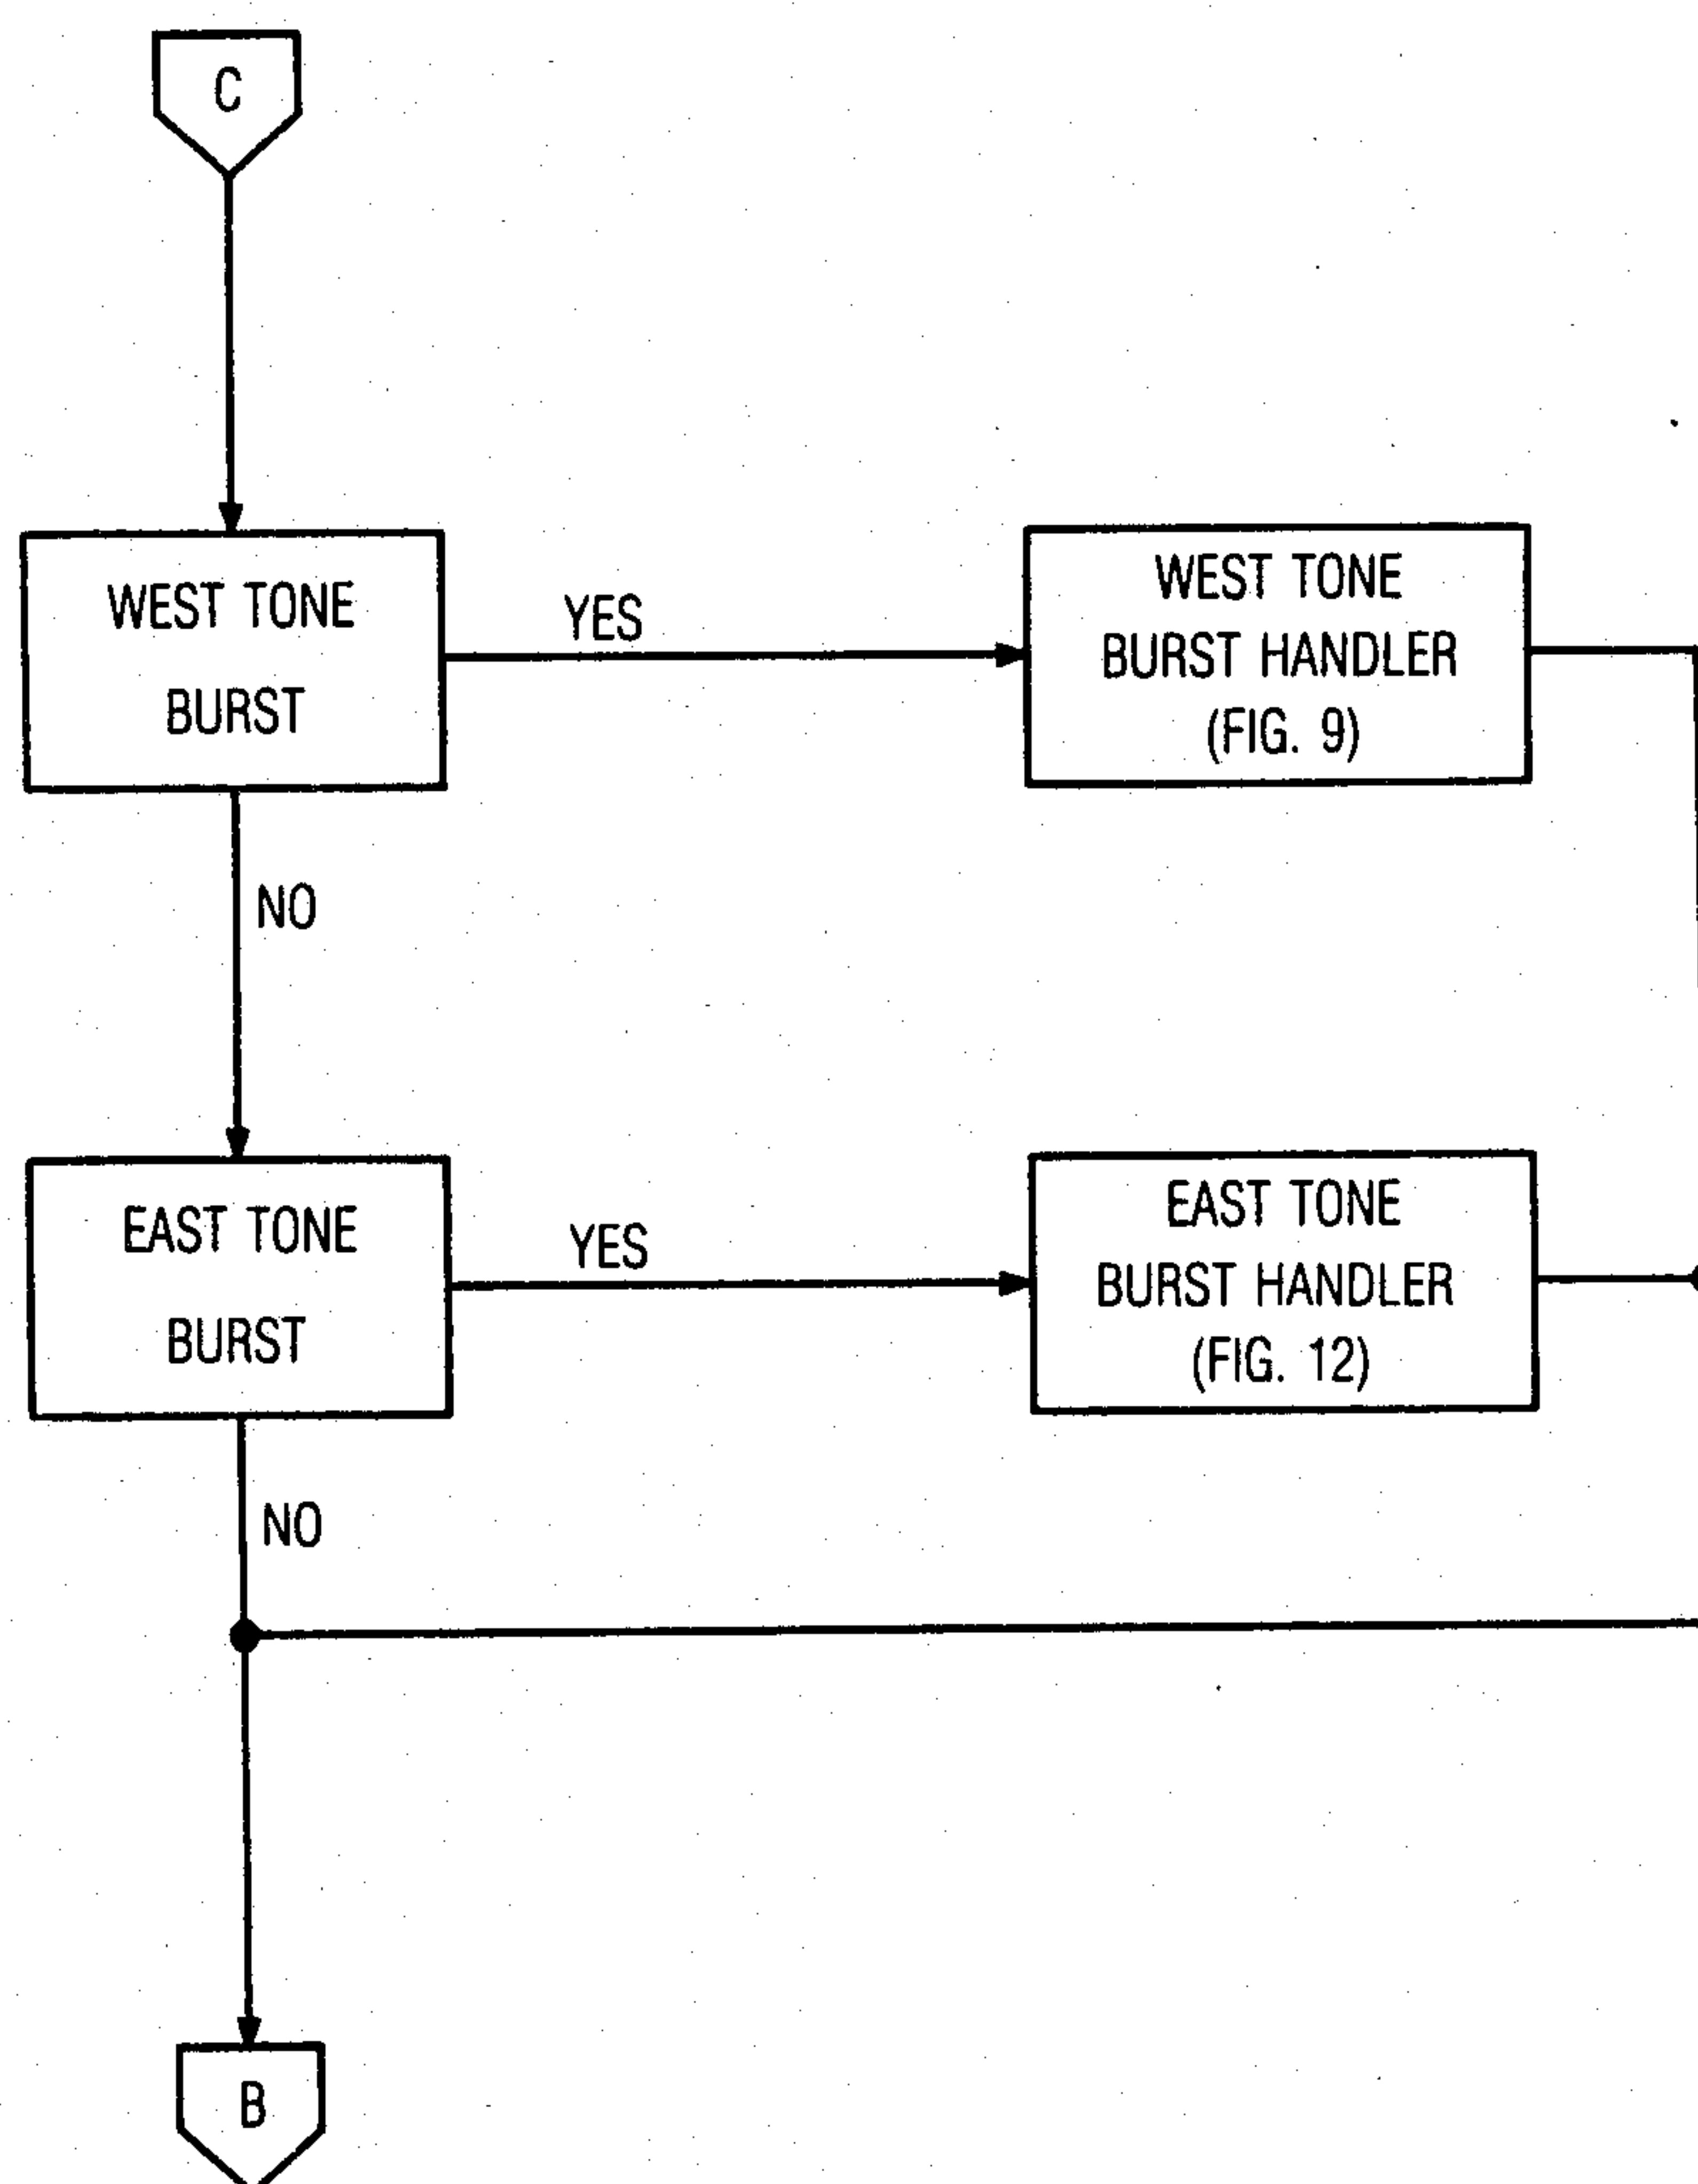 C
WEST TONE
BURST
YES
WEST TONE
BURST HANDLER
(FIG. 9)
NO
EAST TONE
BURST
YES
EAST TONE
BURST HANDLER
(FIG. 12)
NO
B